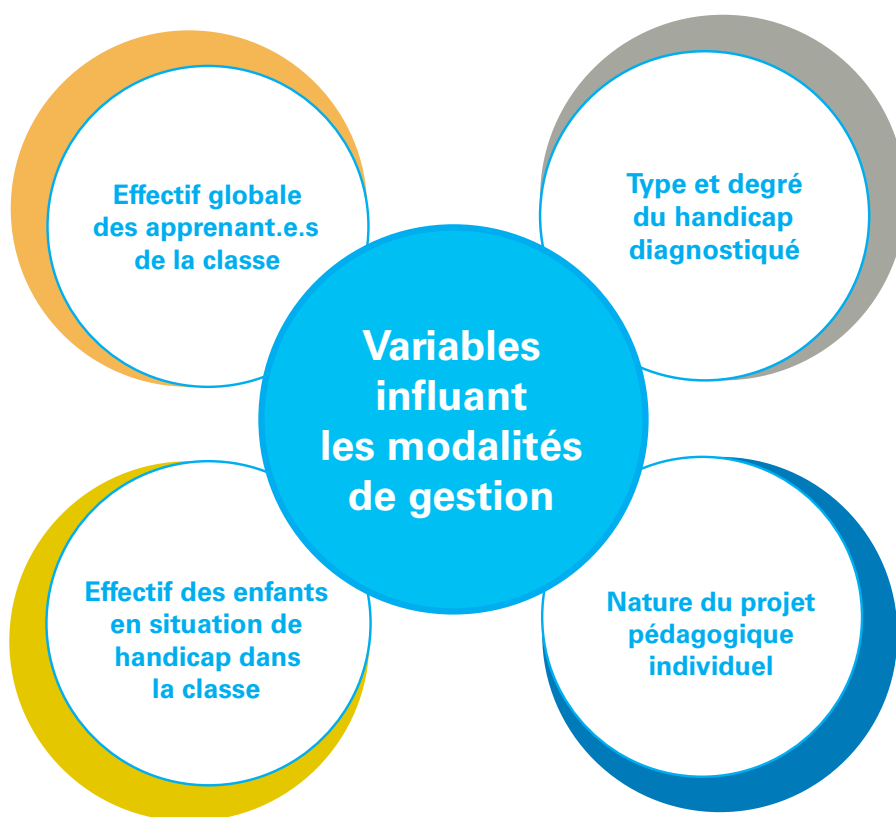 Effectif globale
des apprenant.e.s
de la classe
Type et degré
du handicap
diagnostiqué
Variables
influant
les modalités
de gestion
Effectif des enfants
en situation de
handicap dans
la classe
Nature du projet
pédagogique
individuel